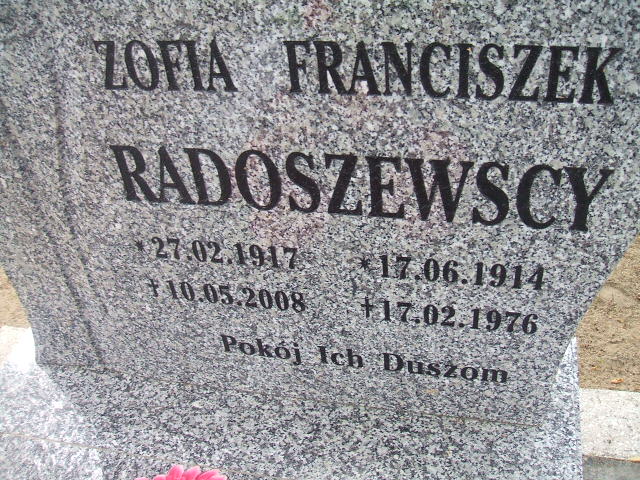 ZOFIA FRANCISZEK
RADOSZEWSCY
*27.02.1917 *17.06.1914
†10.05.2008 †17.02.1976
Pokój Ich Duszom